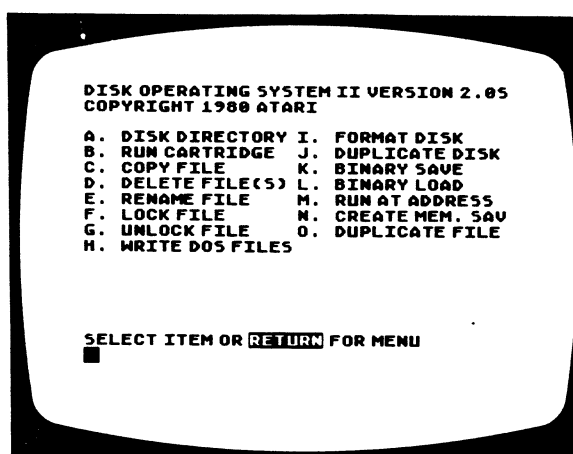 DISK OPERATING SYSTEM II VERSION 2.0S
COPYRIGHT 1980 ATARI
A. DISK DIRECTORY I. FORMAT DISK
B. RUN CARTRIDGE J. DUPLICATE DISK
C. COPY FILE K. BINARY SAVE
D. DELETE FILE(S) L. BINARY LOAD
E. RENAME FILE M. RUN AT ADDRESS
F. LOCK FILE N. CREATE MEM. SAV
G. UNLOCK FILE O. DUPLICATE FILE
H. WRITE DOS FILES
SELECT ITEM OR RETURN FOR MENU